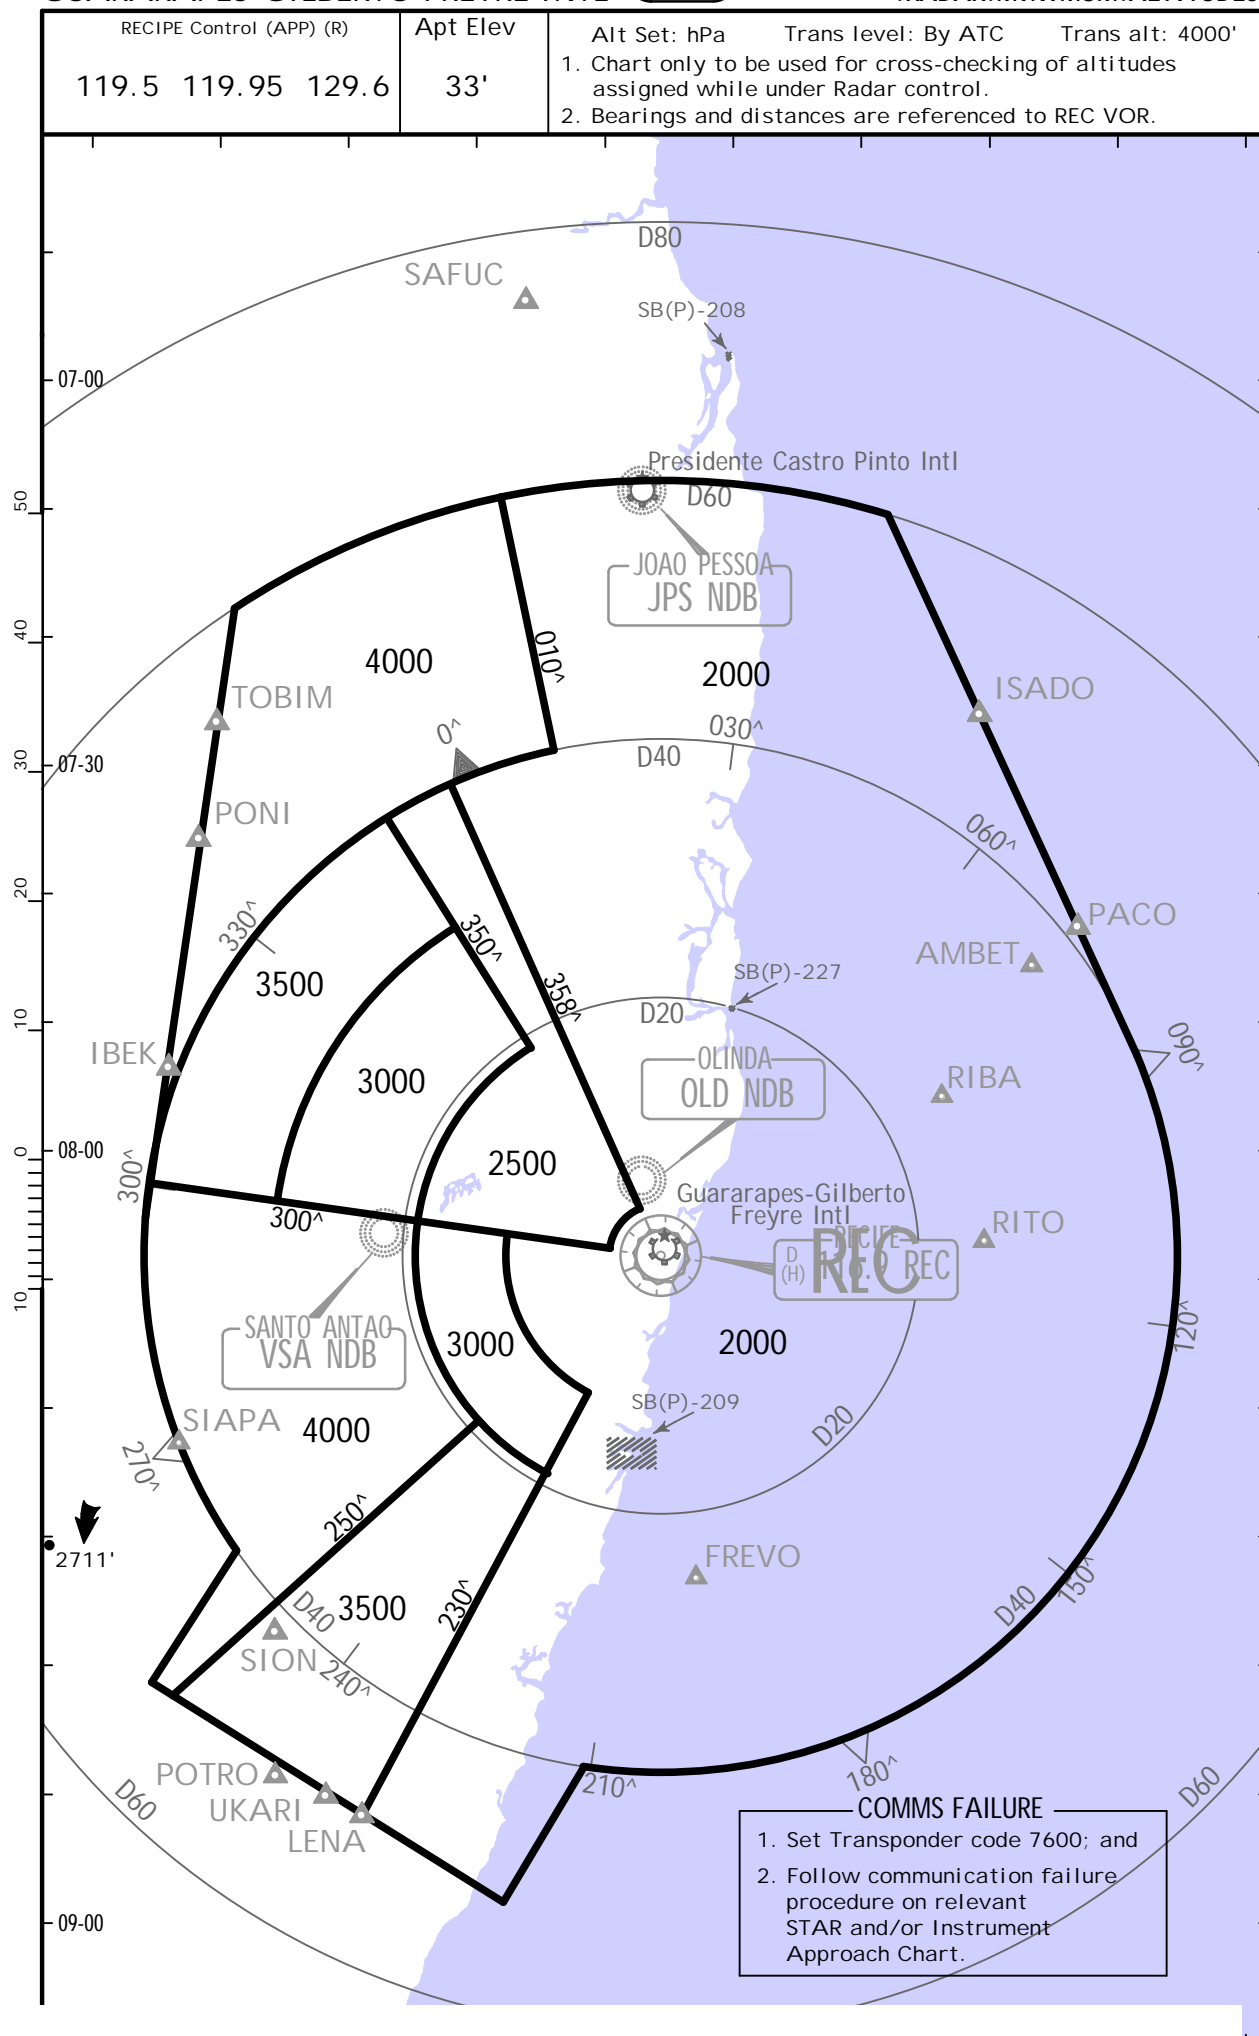 RECIPE Control (APP) (R)
119.5 119.95 129.6
Apt Elev
33'
Alt Set: hPa Trans level: By ATC Trans alt: 4000'
1. Chart only to be used for cross-checking of altitudes
assigned while under Radar control.
2. Bearings and distances are referenced to REC VOR.
D80
SAFUC
SB(P)-208
07-00
Presidente Castro Pinto Intl
D60
50
JOAO PESSOA
JPS NDB
40
010^
4000
2000
TOBIM
ISADO
030^
0^
D40
30
07-30
PONI
060^
20
330^
350^
PACO
AMBET
3500
358^
SB(P)-227
D20
10
090^
IBEK
OLINDA
OLD NDB
3000
RIBA
0
08-00
2500
300^
300^
Guararapes-Gilberto
Freyre Intl
RITO
RECIFE
D
(H)
116.9 REC
REC
10
SANTO ANTAO
VSA NDB
3000
2000
120^
SB(P)-209
SIAPA
4000
D20
270^
250^
2711'
FREVO
150^
D40
3500
230^
D40
SION
240^
POTRO
210^
180^
D60
D60
UKARI
LENA
COMMS FAILURE
1. Set Transponder code 7600; and
2. Follow communication failure
procedure on relevant
STAR and/or Instrument
Approach Chart.
09-00